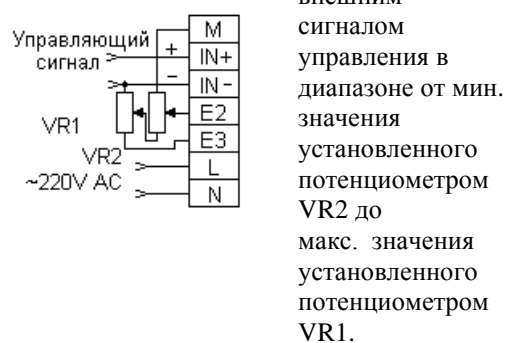 Управляющий
сигнал
+
−
VR1
VR2
~220V AC
M
IN+
IN-
E2
E3
L
N
сигналом
управления в
диапазоне от мин.
значения
установленного
потенциометром
VR2 до
макс. значения
установленного
потенциометром
VR1.